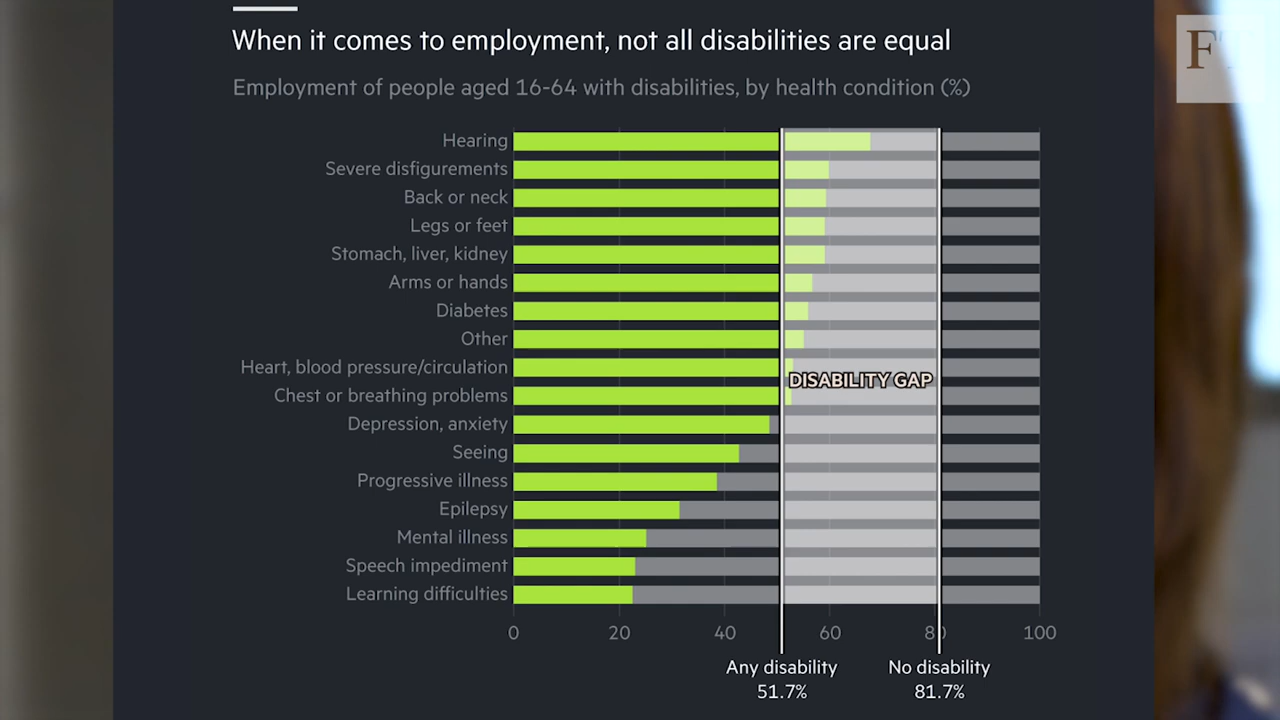 When it comes to employment, not all disabilities are equal
Employment of people aged 16-64 with disabilities, by health condition (%)
FT
Hearing
Severe disfigurements
Back or neck
Legs or feet
Stomach, liver, kidney
Arms or hands
Diabetes
Other
Heart, blood pressure/circulation
DISABILITY GAP
Chest or breathing problems
Depression, anxiety
Seeing
Progressive illness
Epilepsy
Mental illness
Speech impediment
Learning difficulties
0 20 40 60 80 100
Any disability No disability
51.7% 81.7%